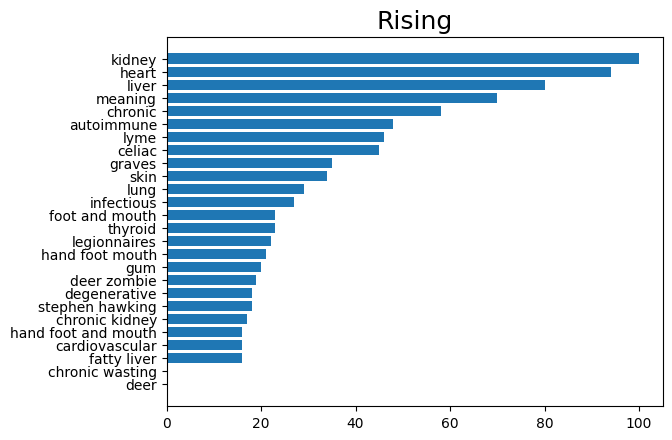 Rising
kidney
heart
liver
meaning
chronic
autoimmune
lyme
celiac
graves
skin
lung
infectious
foot and mouth
thyroid
legionnaires
hand foot mouth
gum
deer zombie
degenerative
stephen hawking
chronic kidney
hand foot and mouth
cardiovascular
fatty liver
chronic wasting
deer
0 20 40 60 80 100